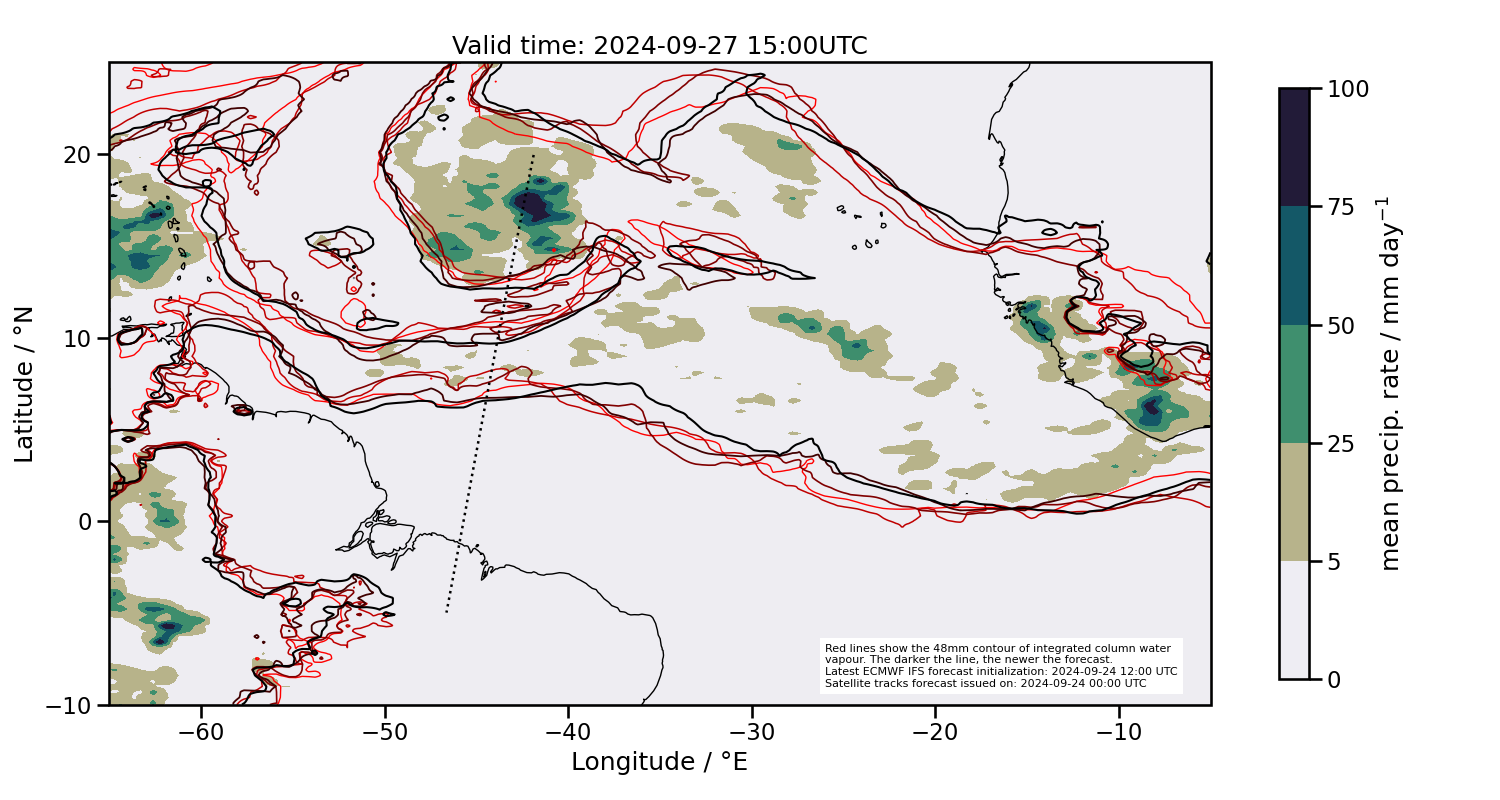 Valid time: 2024-09-27 15:00UTC
20
10
0
−10
Latitude / °N
−60
−50
−40
−30
−20
−10
Longitude / °E
Red lines show the 48mm contour of integrated column water
vapour. The darker the line, the newer the forecast.
Latest ECMWF IFS forecast initialization: 2024-09-24 12:00 UTC
Satellite tracks forecast issued on: 2024-09-24 00:00 UTC
100
75
50
25
5
0
mean precip. rate / mm day⁻¹